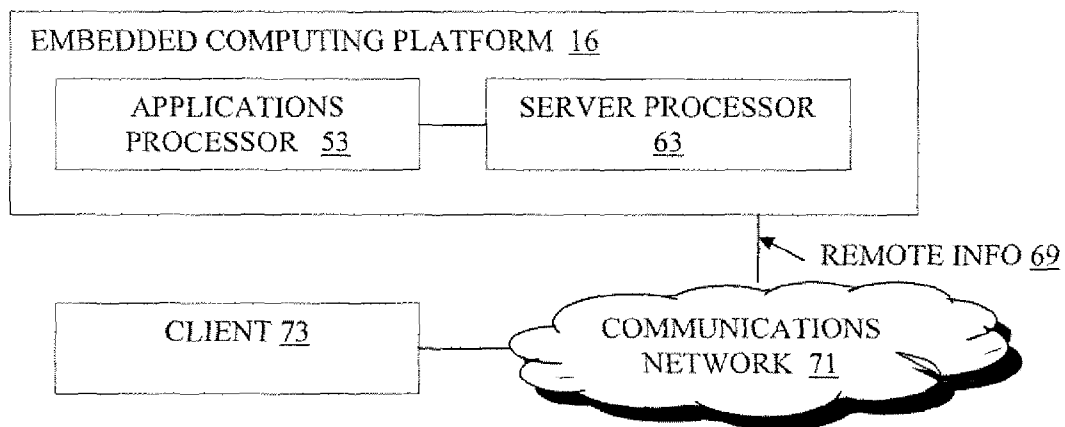 EMBEDDED COMPUTING PLATFORM 16
APPLICATIONS
PROCESSOR 53
SERVER PROCESSOR
63
REMOTE INFO 69
CLIENT 73
COMMUNICATIONS
NETWORK 71